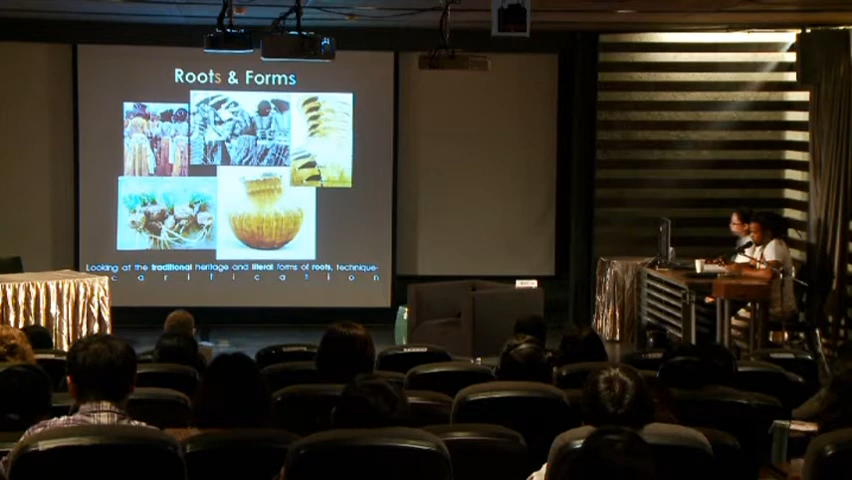 Roots & Forms
Looking at the traditional heritage and literal forms of roots, technique-
c a r i t i c a t i o n